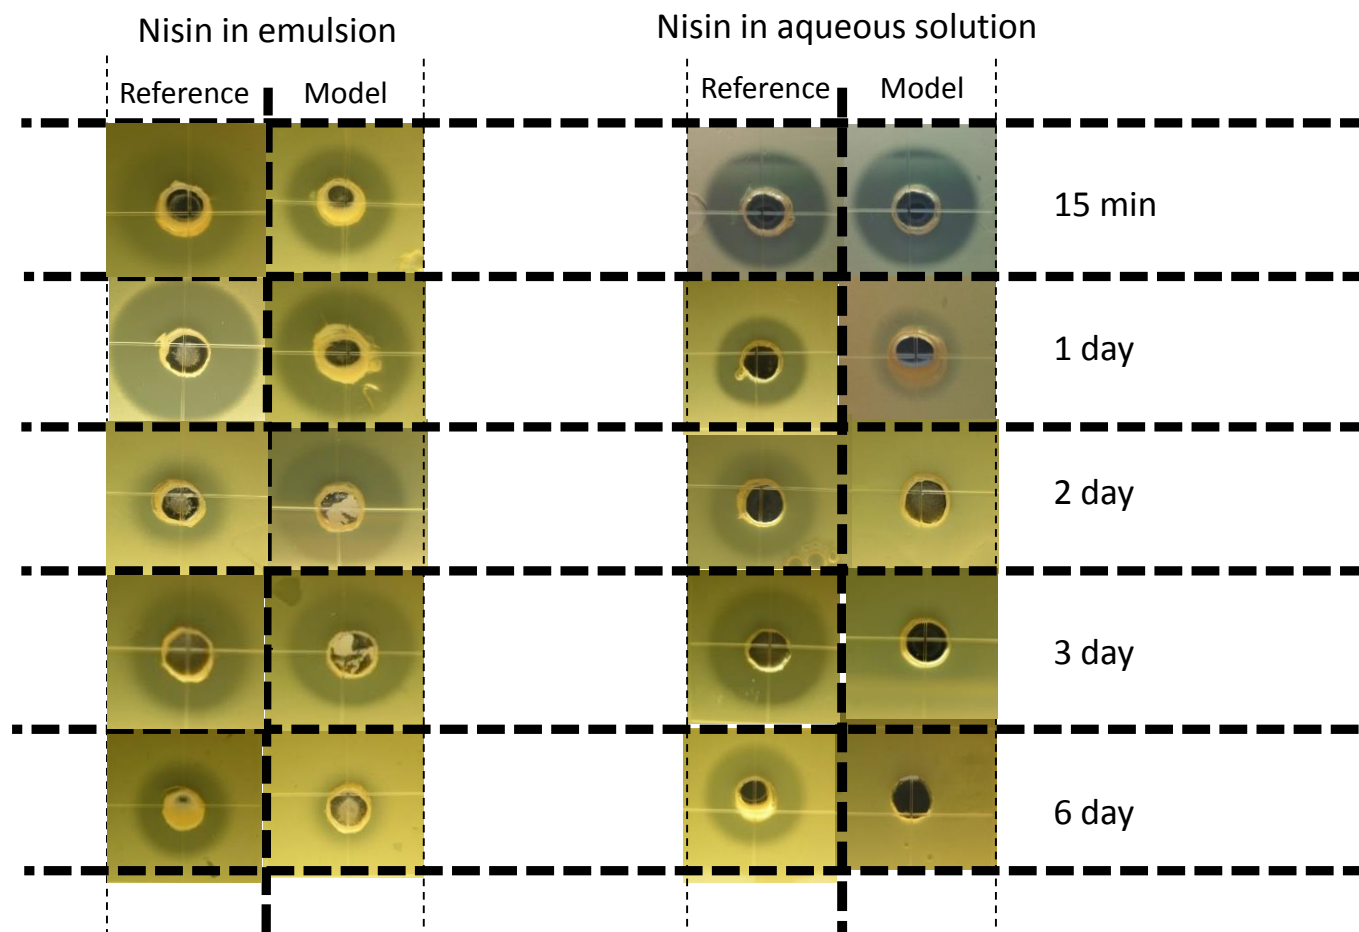 Nisin in emulsion
Nisin in aqueous solution
Reference
Model
Reference
Model
15 min
1 day
2 day
3 day
6 day